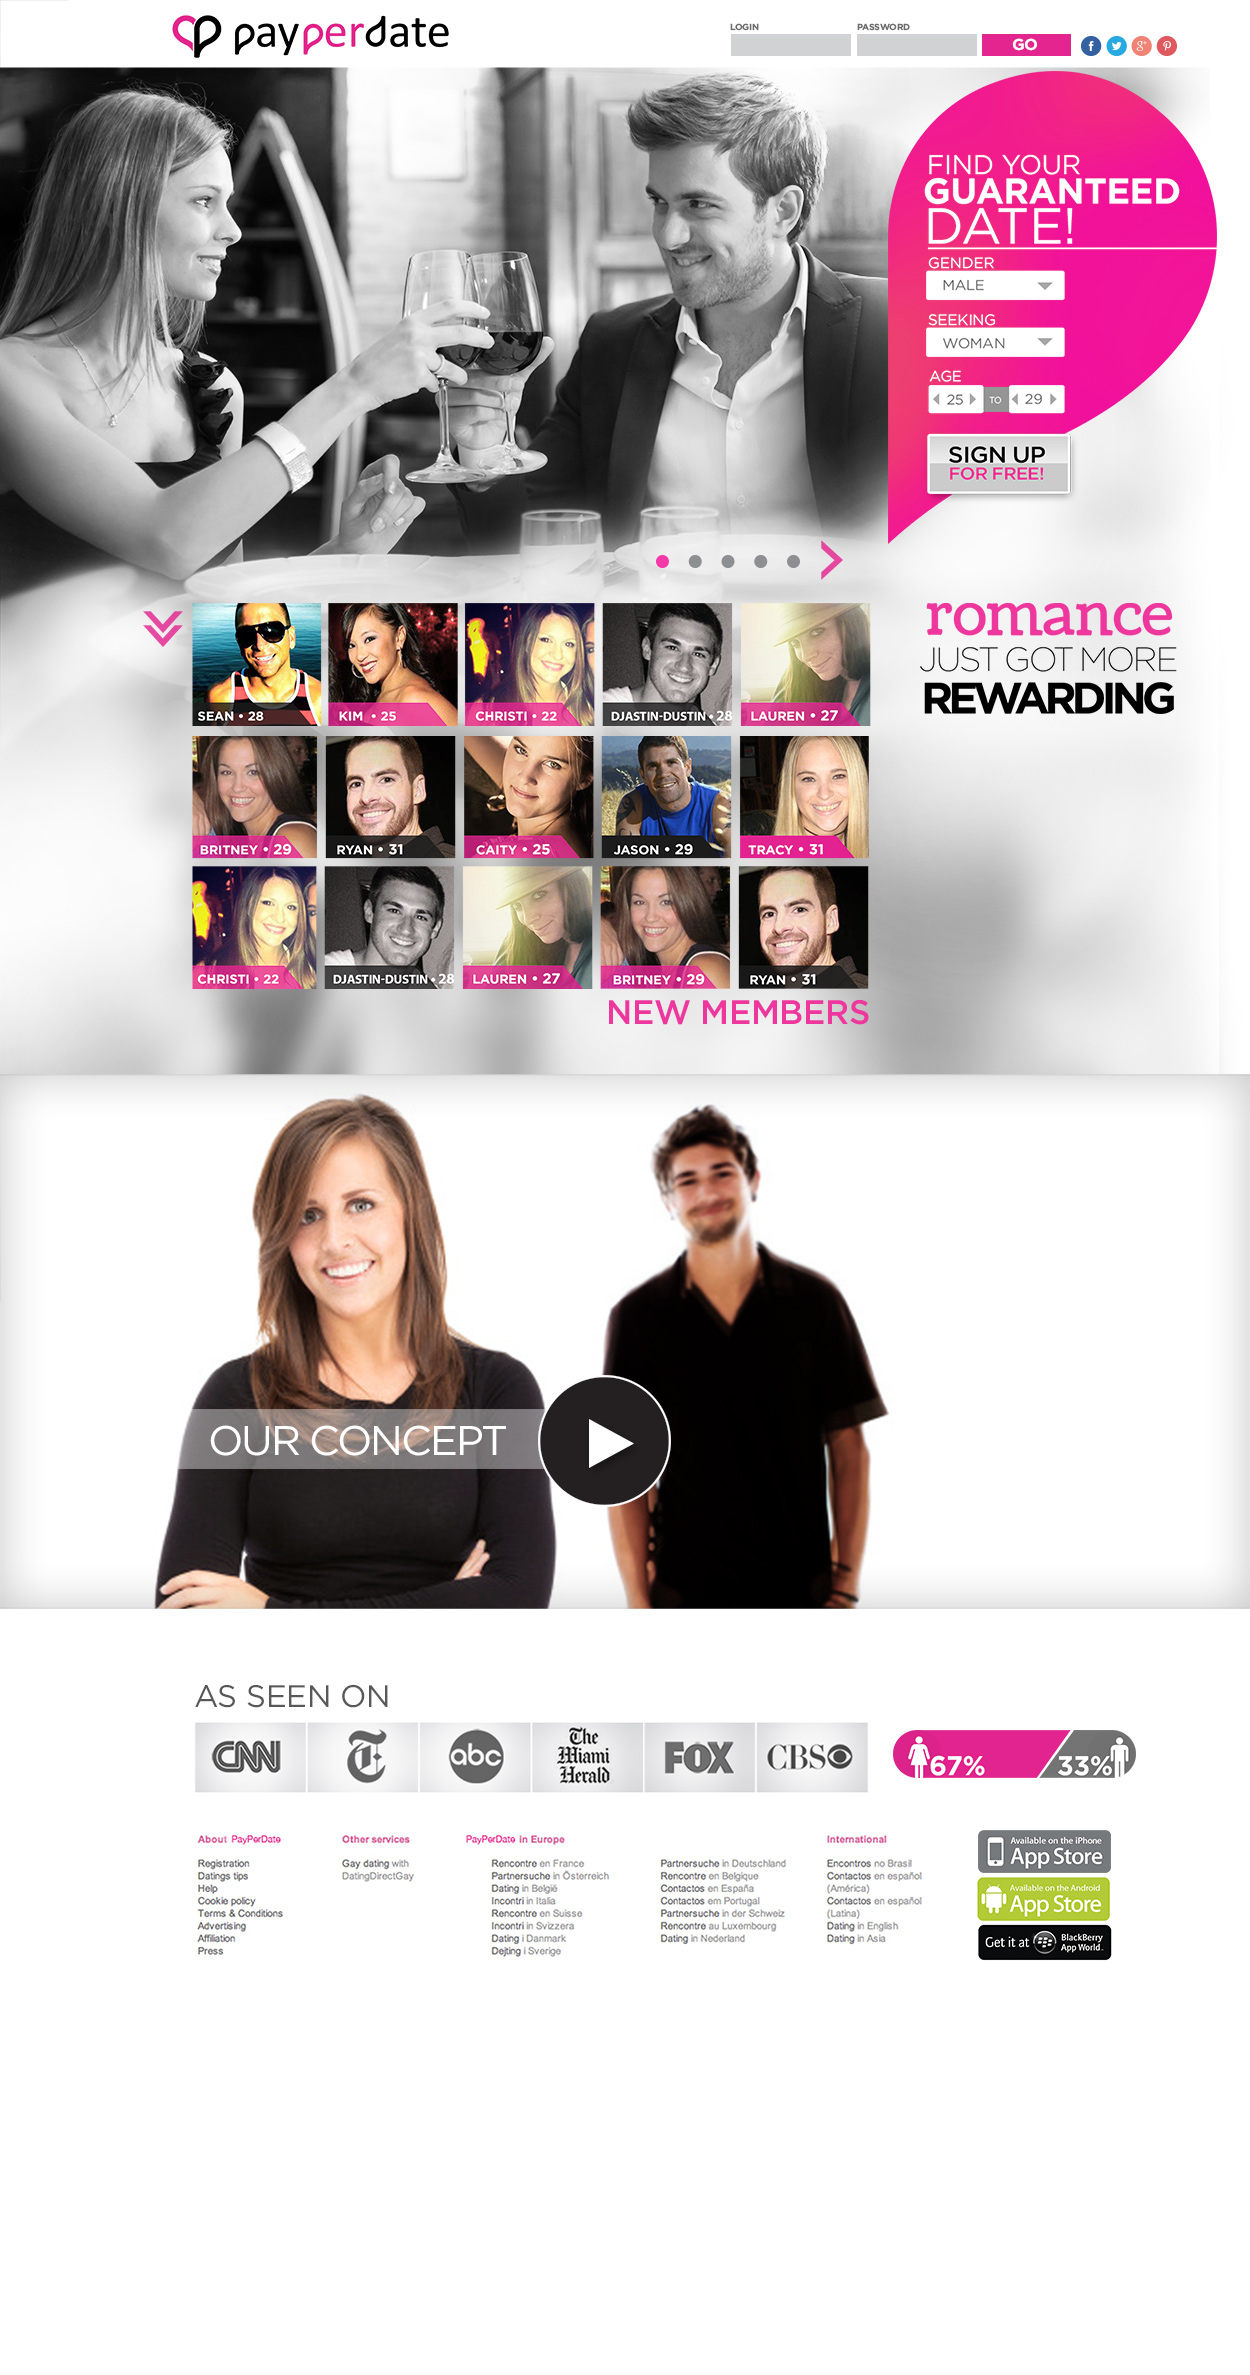 payperdate
LOGIN
PASSWORD
GO
FIND YOUR
GUARANTEED
DATE!
GENDER
MALE
SEEKING
WOMAN
AGE
25 TO 29
SIGN UP
FOR FREE!
romance
JUST GOT MORE
REWARDING
SEAN • 28
KIM • 25
CHRISTI • 22
DJASTIN-DUSTIN • 28
LAUREN • 27
BRITNEY • 29
RYAN • 31
CAITY • 25
JASON • 29
TRACY • 31
CHRISTI • 22
DJASTIN-DUSTIN • 28
LAUREN • 27
BRITNEY • 29
RYAN • 31
NEW MEMBERS
OUR CONCEPT
AS SEEN ON
CNN
T
abc
The
Miami
Herald
FOX
CBS
67%
33%
About PayPerDate
Registration
Datings tips
Help
Cookie policy
Terms & Conditions
Advertising
Affiliation
Press
Other services
Gay dating with
DatingDirectGay
PayPerDate in Europe
Rencontre en France
Partnersuche in Österreich
Dating in België
Incontri in Italia
Rencontre en Suisse
Incontri in Svizzera
Dating i Danmark
Dejting i Sverige
Partnersuche in Deutschland
Rencontre en Belgique
Contactos en España
Contactos em Portugal
Partnersuche in der Schweiz
Rencontre au Luxembourg
Dating in Nederland
International
Encontros no Brasil
Contactos en español
(América)
Contactos en español
(Latina)
Dating in English
Dating in Asia
Available on the iPhone
App Store
Available on the Android
App Store
Get it at BlackBerry
App World